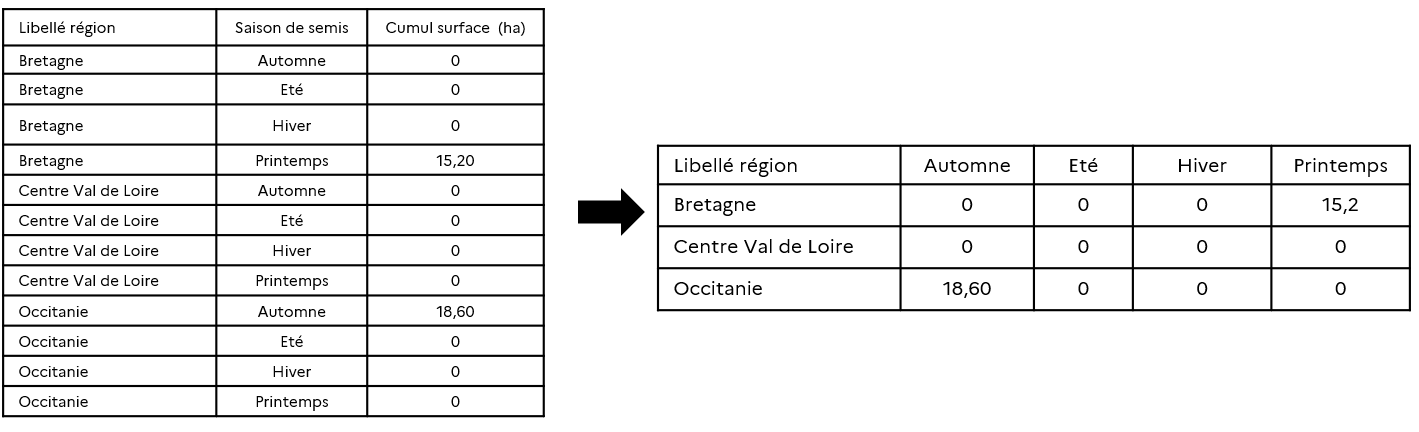 Libellé région Saison de semis Cumul surface (ha)
Bretagne Automne 0
Bretagne Eté 0
Bretagne Hiver 0
Bretagne Printemps 15,20
Centre Val de Loire Automne 0
Centre Val de Loire Eté 0
Centre Val de Loire Hiver 0
Centre Val de Loire Printemps 0
Occitanie Automne 18,60
Occitanie Eté 0
Occitanie Hiver 0
Occitanie Printemps 0
Libellé région Automne Eté Hiver Printemps
Bretagne 0 0 0 15,2
Centre Val de Loire 0 0 0 0
Occitanie 18,60 0 0 0